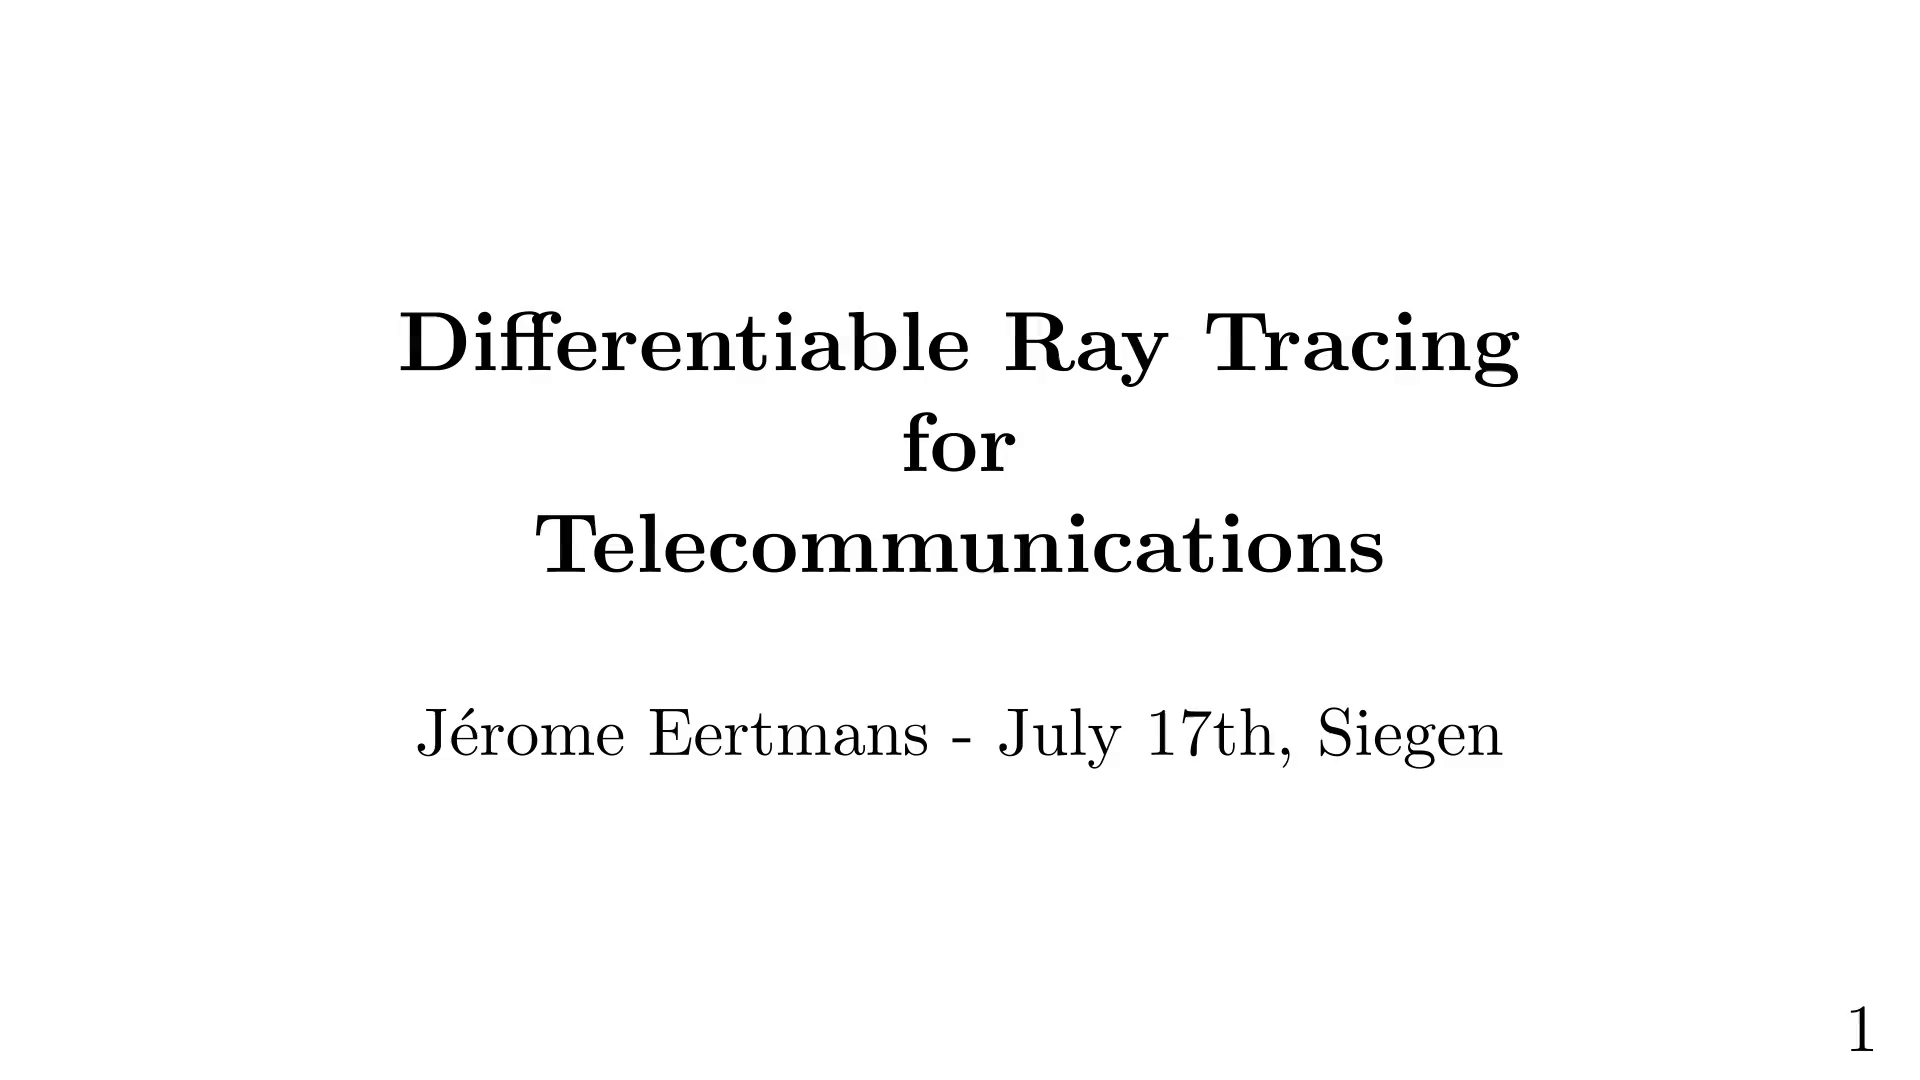 Differentiable Ray Tracing
for
Telecommunications
Jérome Eertmans - July 17th, Siegen
1